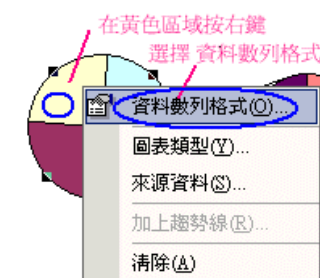 在黃色區域按右鍵
選擇 資料數列格式
資料數列格式(O)...
圖表類型(Y)...
來源資料(S)...
加上趨勢線(R)...
清除(A)